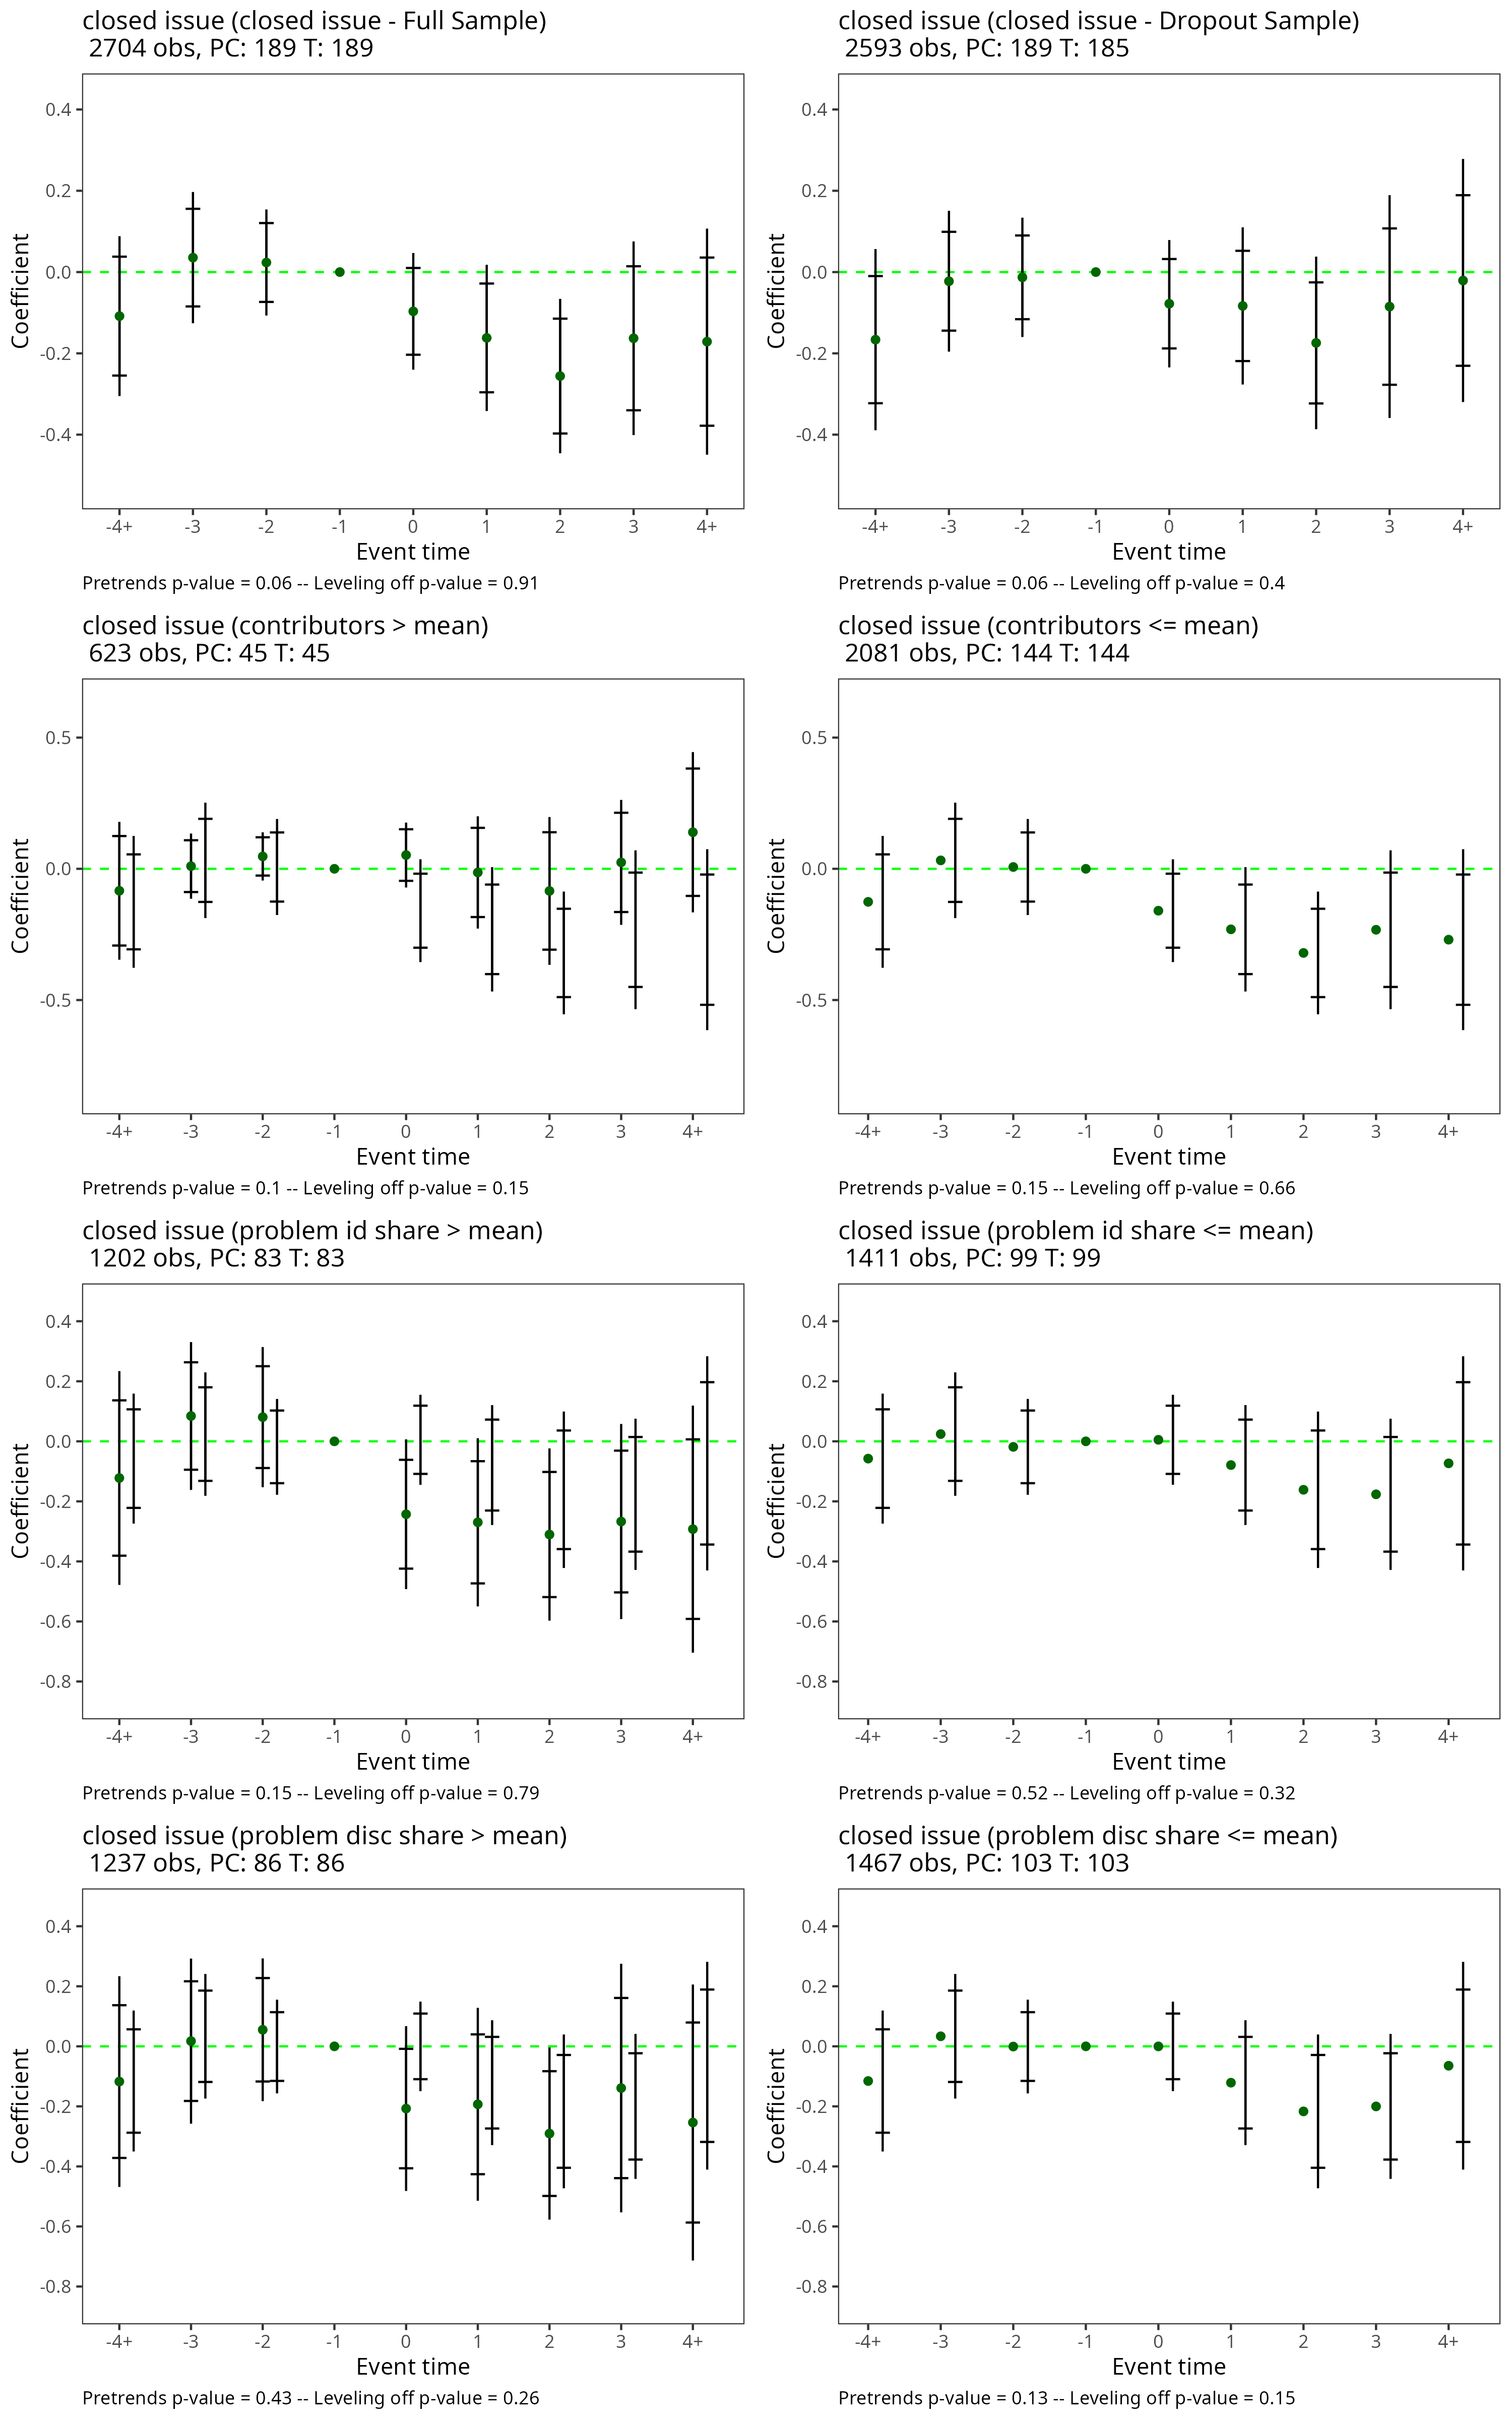 closed issue (closed issue - Full Sample)
2704 obs, PC: 189 T: 189
0.4
0.2
0.0
-0.2
-0.4
Coefficient
-4+ -3 -2 -1 0 1 2 3 4+
Event time
Pretrends p-value = 0.06 -- Leveling off p-value = 0.91
closed issue (closed issue - Dropout Sample)
2593 obs, PC: 189 T: 185
0.4
0.2
0.0
-0.2
-0.4
Coefficient
-4+ -3 -2 -1 0 1 2 3 4+
Event time
Pretrends p-value = 0.06 -- Leveling off p-value = 0.4
closed issue (contributors > mean)
623 obs, PC: 45 T: 45
0.5
0.0
-0.5
Coefficient
-4+ -3 -2 -1 0 1 2 3 4+
Event time
Pretrends p-value = 0.1 -- Leveling off p-value = 0.15
closed issue (contributors <= mean)
2081 obs, PC: 144 T: 144
0.5
0.0
-0.5
Coefficient
-4+ -3 -2 -1 0 1 2 3 4+
Event time
Pretrends p-value = 0.15 -- Leveling off p-value = 0.66
closed issue (problem id share > mean)
1202 obs, PC: 83 T: 83
0.4
0.2
0.0
-0.2
-0.4
-0.6
-0.8
Coefficient
-4+ -3 -2 -1 0 1 2 3 4+
Event time
Pretrends p-value = 0.15 -- Leveling off p-value = 0.79
closed issue (problem id share <= mean)
1411 obs, PC: 99 T: 99
0.4
0.2
0.0
-0.2
-0.4
-0.6
-0.8
Coefficient
-4+ -3 -2 -1 0 1 2 3 4+
Event time
Pretrends p-value = 0.52 -- Leveling off p-value = 0.32
closed issue (problem disc share > mean)
1237 obs, PC: 86 T: 86
0.4
0.2
0.0
-0.2
-0.4
-0.6
-0.8
Coefficient
-4+ -3 -2 -1 0 1 2 3 4+
Event time
Pretrends p-value = 0.43 -- Leveling off p-value = 0.26
closed issue (problem disc share <= mean)
1467 obs, PC: 103 T: 103
0.4
0.2
0.0
-0.2
-0.4
-0.6
-0.8
Coefficient
-4+ -3 -2 -1 0 1 2 3 4+
Event time
Pretrends p-value = 0.13 -- Leveling off p-value = 0.15